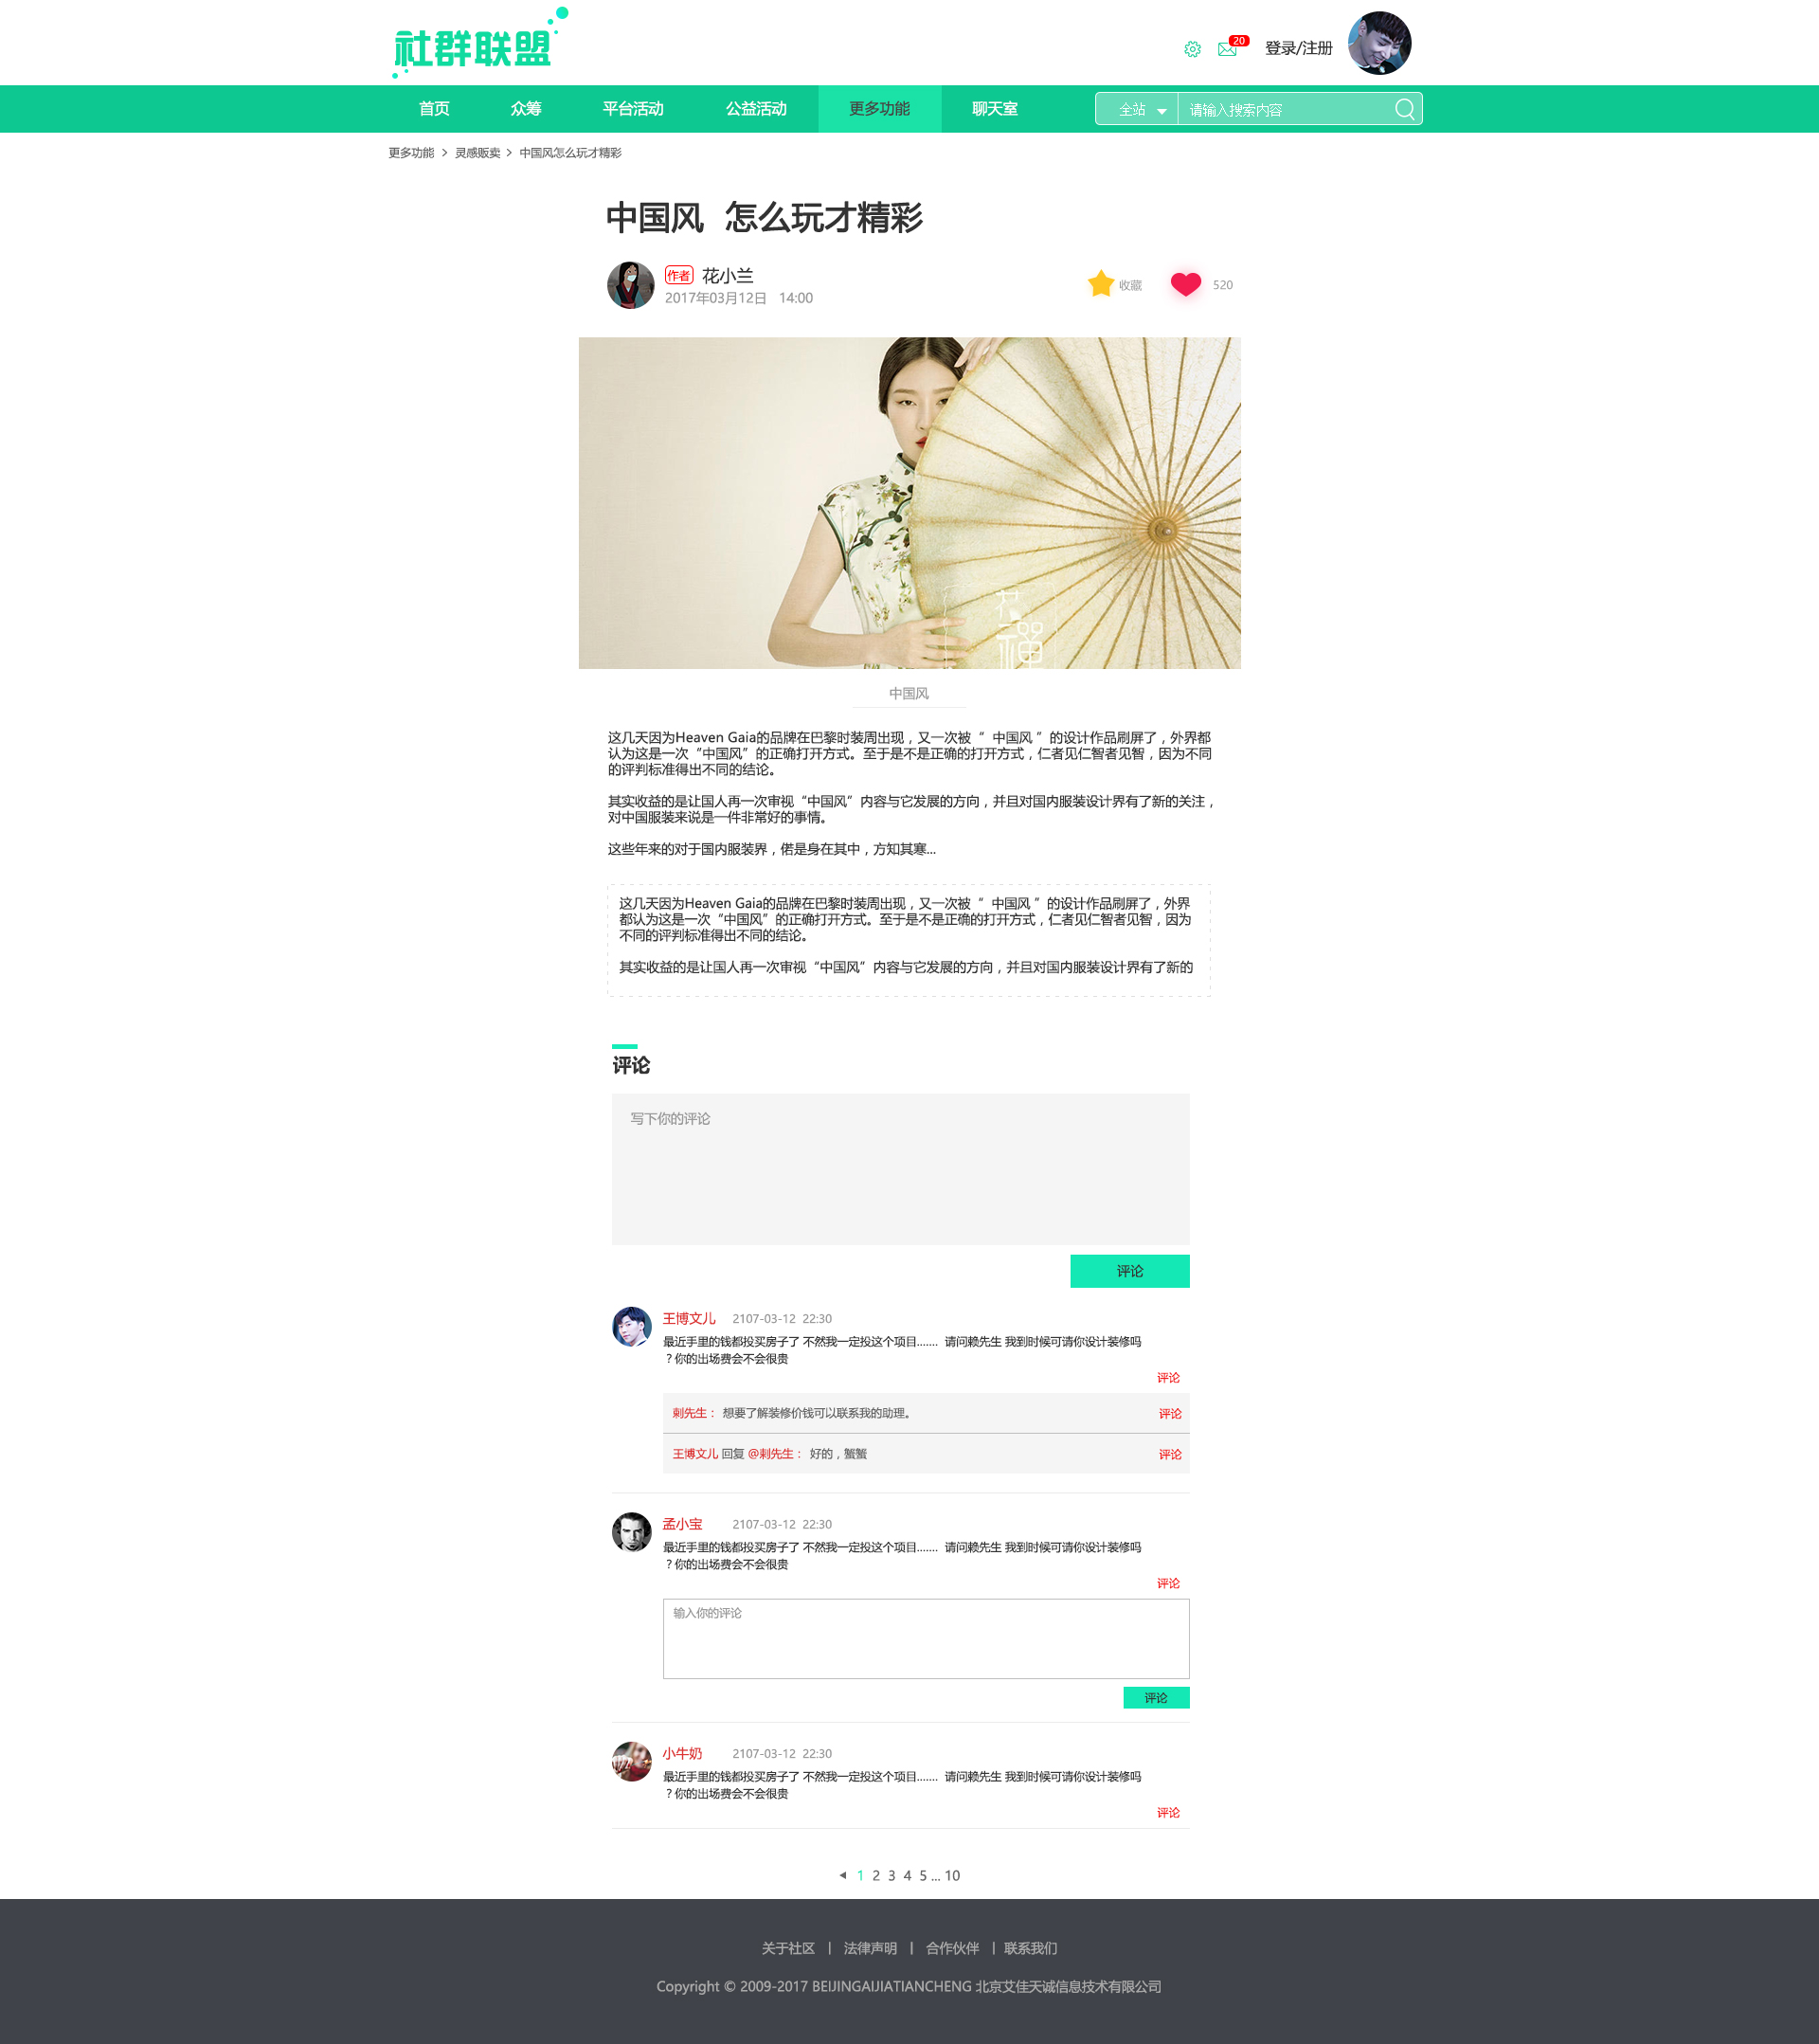 社群联盟
20
登录/注册
首页 众筹 平台活动 公益活动 更多功能 聊天室 全站 请输入搜索内容
更多功能 > 灵感贩卖 > 中国风怎么玩才精彩
中国风 怎么玩才精彩
作者 花小兰
2017年03月12日 14:00
收藏 520
花
禅
中国风
这几天因为Heaven Gaia的品牌在巴黎时装周出现，又一次被 “ 中国风 ” 的设计作品刷屏了，外界都
认为这是一次“中国风”的正确打开方式。至于是不是正确的打开方式，仁者见仁智者见智，因为不同
的评判标准得出不同的结论。
其实收益的是让国人再一次审视“中国风”内容与它发展的方向，并且对国内服装设计界有了新的关注，
对中国服装来说是一件非常好的事情。
这些年来的对于国内服装界，偌是身在其中，方知其寒...
这几天因为Heaven Gaia的品牌在巴黎时装周出现，又一次被 “ 中国风 ” 的设计作品刷屏了，外界
都认为这是一次“中国风”的正确打开方式。至于是不是正确的打开方式，仁者见仁智者见智，因为
不同的评判标准得出不同的结论。
其实收益的是让国人再一次审视“中国风”内容与它发展的方向，并且对国内服装设计界有了新的
评论
写下你的评论
评论
王博文儿 2107-03-12 22:30
最近手里的钱都投买房子了 不然我一定投这个项目....... 请问赖先生 我到时候可请你设计装修吗
？你的出场费会不会很贵
评论
剌先生： 想要了解装修价钱可以联系我的助理。 评论
王博文儿 回复 @剌先生： 好的，蟹蟹 评论
孟小宝 2107-03-12 22:30
最近手里的钱都投买房子了 不然我一定投这个项目....... 请问赖先生 我到时候可请你设计装修吗
？你的出场费会不会很贵
评论
输入你的评论
评论
小牛奶 2107-03-12 22:30
最近手里的钱都投买房子了 不然我一定投这个项目....... 请问赖先生 我到时候可请你设计装修吗
？你的出场费会不会很贵
评论
1 2 3 4 5 ... 10
关于社区 | 法律声明 | 合作伙伴 | 联系我们
Copyright © 2009-2017 BEIJINGAIJIATIANCHENG 北京艾佳天诚信息技术有限公司